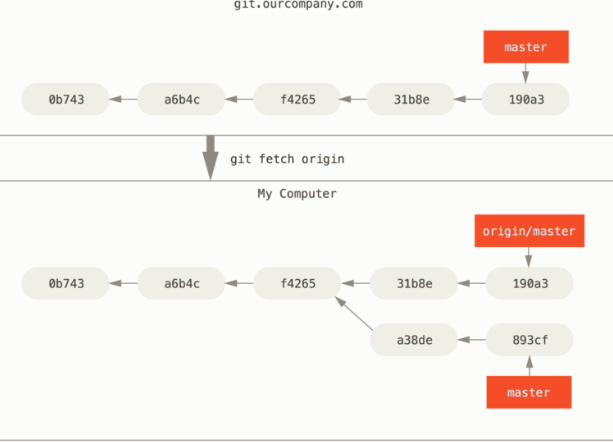 git.ourcompany.com
master
0b743 a6b4c f4265 31b8e 190a3
git fetch origin
My Computer
origin/master
0b743 a6b4c f4265 31b8e 190a3
a38de 893cf
master